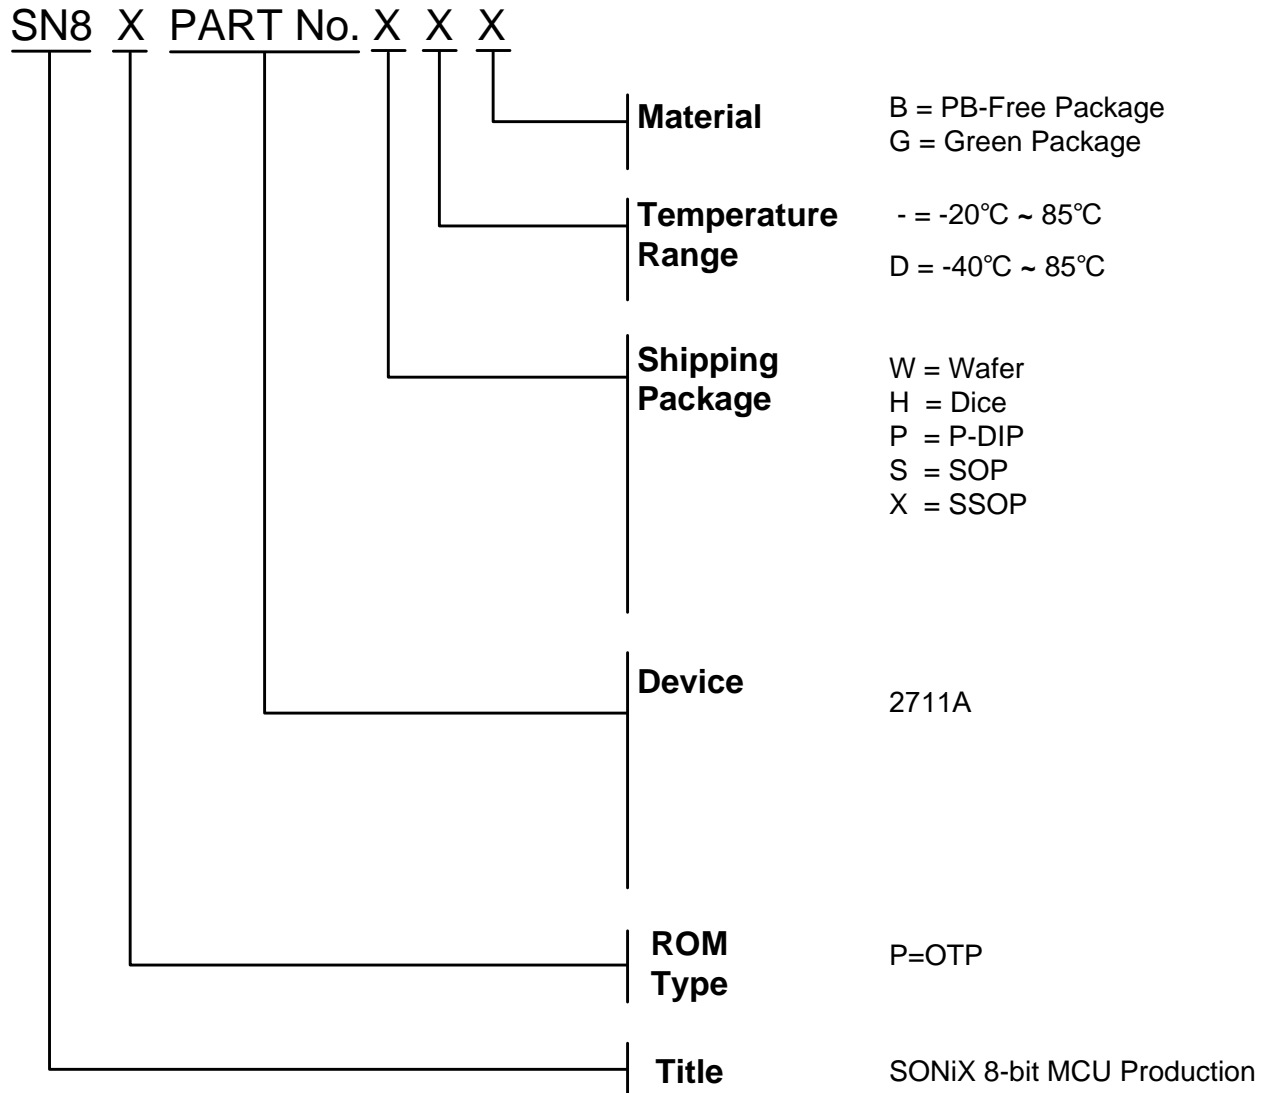 SN8 X PART No. X X X
Material
B = PB-Free Package
G = Green Package
Temperature
Range
- = -20℃ ~ 85℃
D = -40℃ ~ 85℃
Shipping
Package
W = Wafer
H = Dice
P = P-DIP
S = SOP
X = SSOP
Device
2711A
ROM
Type
P=OTP
Title
SONiX 8-bit MCU Production